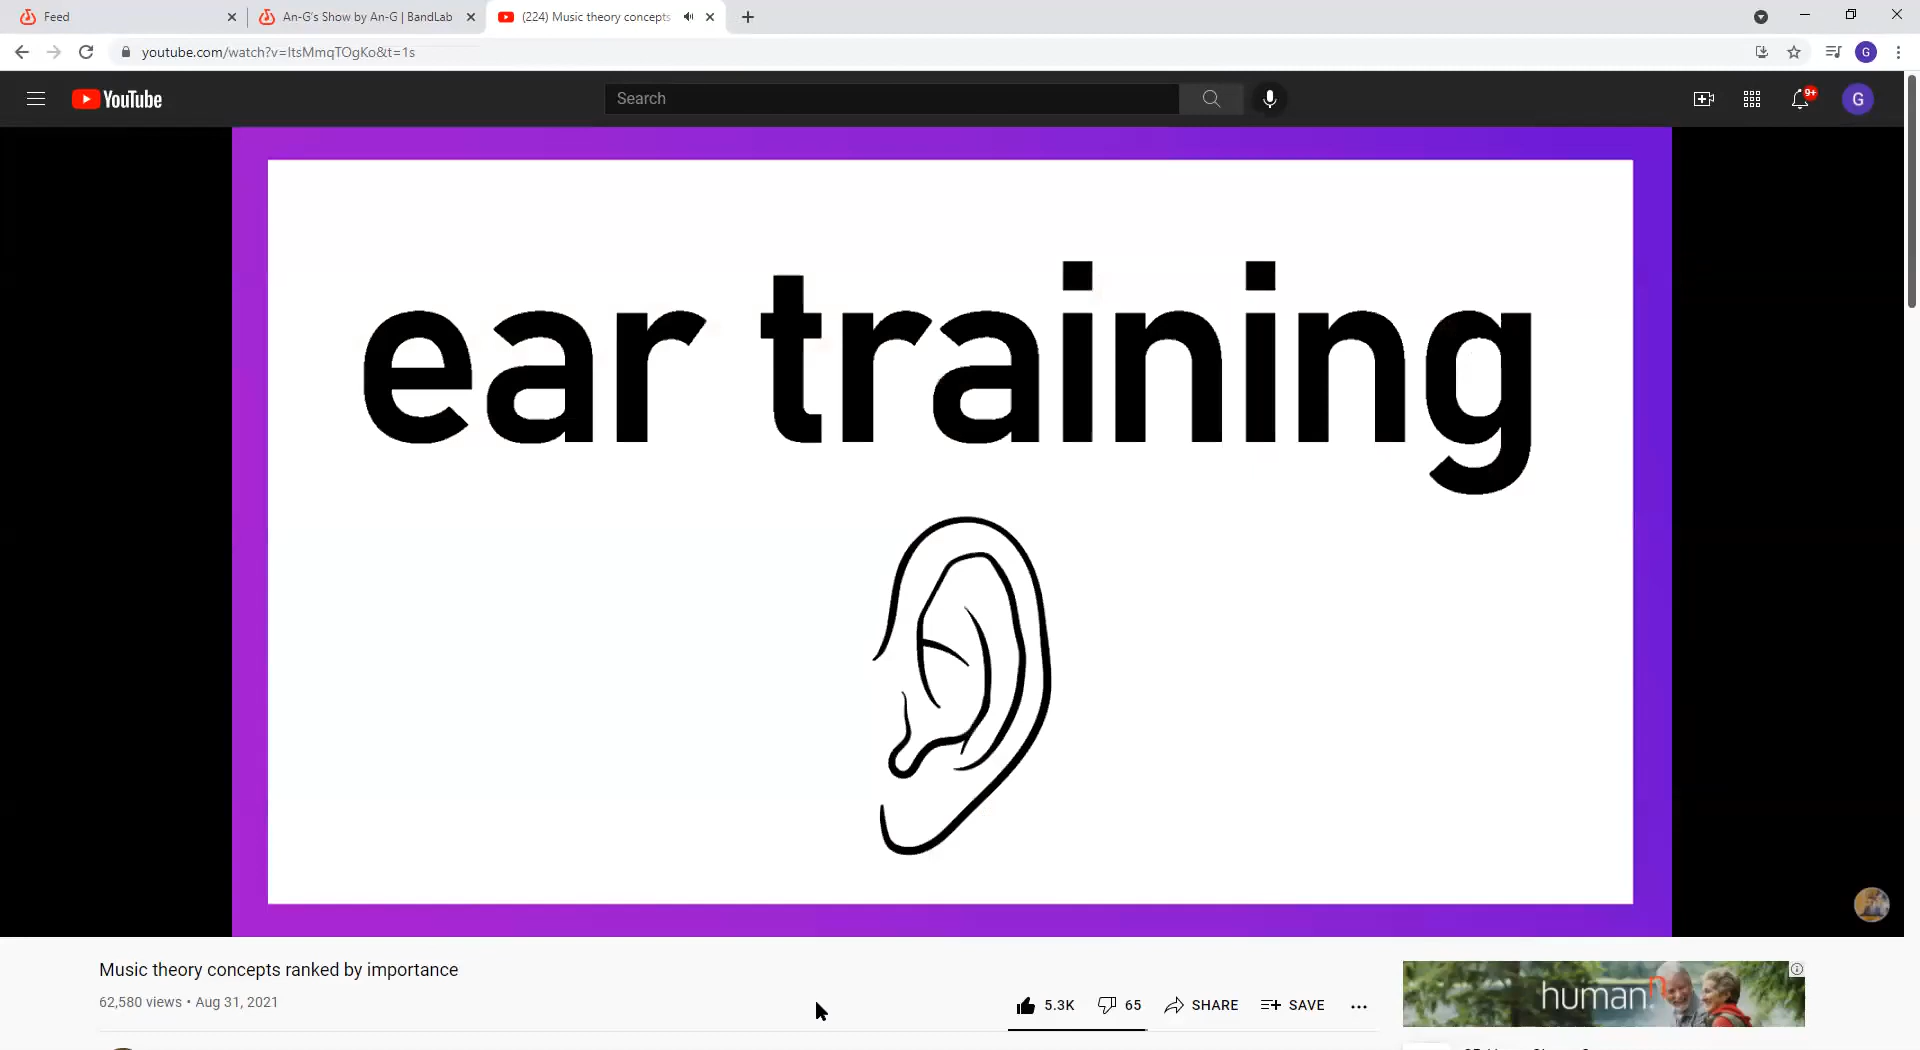 Feed
An-G's Show by An-G | BandLab
(224) Music theory concepts
youtube.com/watch?v=ItsMmqTOgKo&t=1s
G
YouTube
Search
9+
G
ear training
Music theory concepts ranked by importance
62,580 views • Aug 31, 2021
5.3K
65
SHARE
SAVE
humann